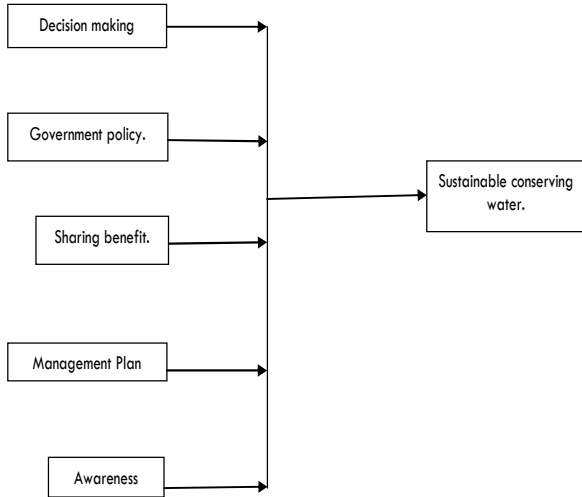 Decision making
Government policy.
Sustainable conserving
water.
Sharing benefit.
Management Plan
Awareness